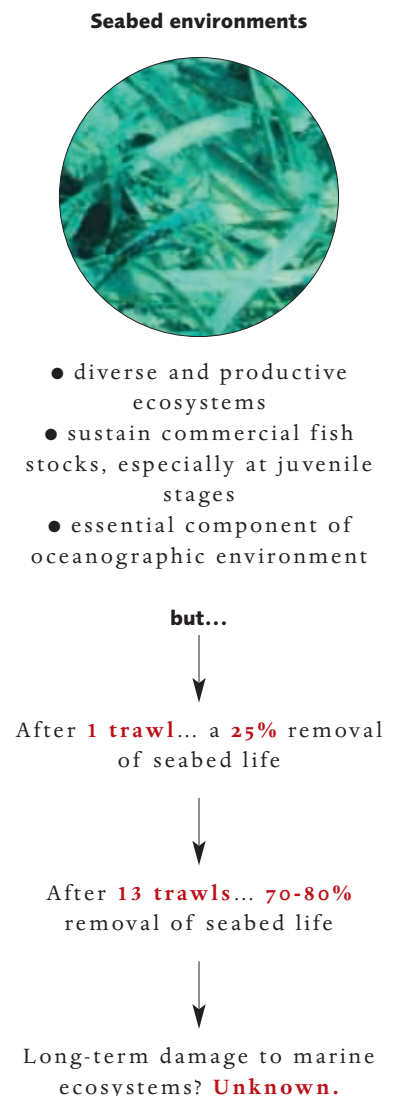 Seabed environments
● diverse and productive
ecosystems
● sustain commercial fish
stocks, especially at juvenile
stages
● essential component of
oceanographic environment
but...
After 1 trawl... a 25% removal
of seabed life
After 13 trawls... 70-80%
removal of seabed life
Long-term damage to marine
ecosystems? Unknown.